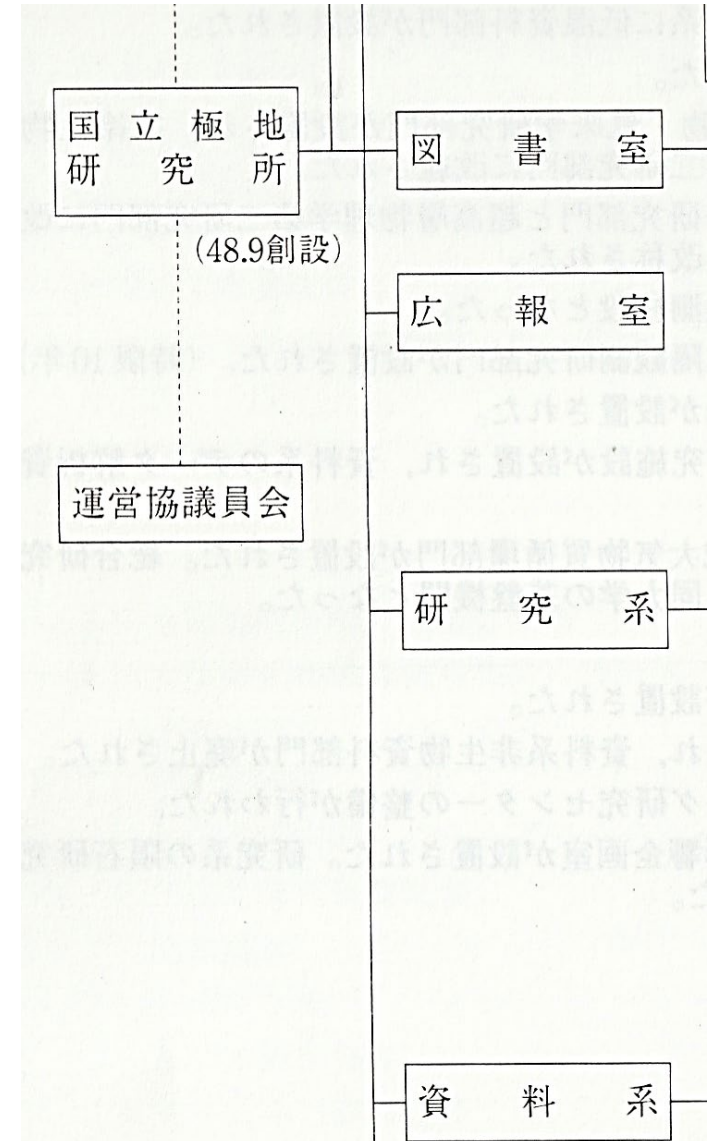 国立極地
研究所
(48.9創設)
運営協議員会
図書室
広報室
研究系
資料系